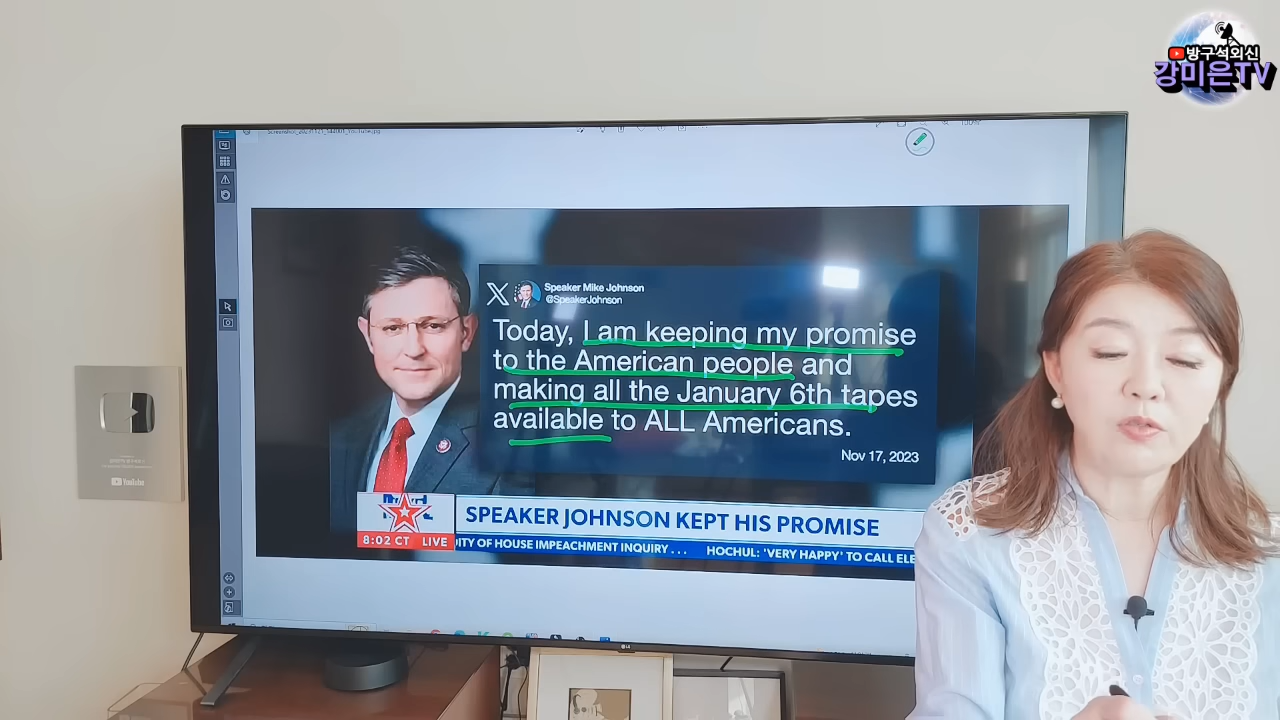 방구석외신
강미은TV
Speaker Mike Johnson
@SpeakerJohnson
Today, I am keeping my promise
to the American people and
making all the January 6th tapes
available to ALL Americans.
Nov 17, 2023
SPEAKER JOHNSON KEPT HIS PROMISE
8:02 CT LIVE
OF HOUSE IMPEACHMENT INQUIRY . . . HOCHUL: 'VERY HAPPY' TO CALL
YouTube
LG